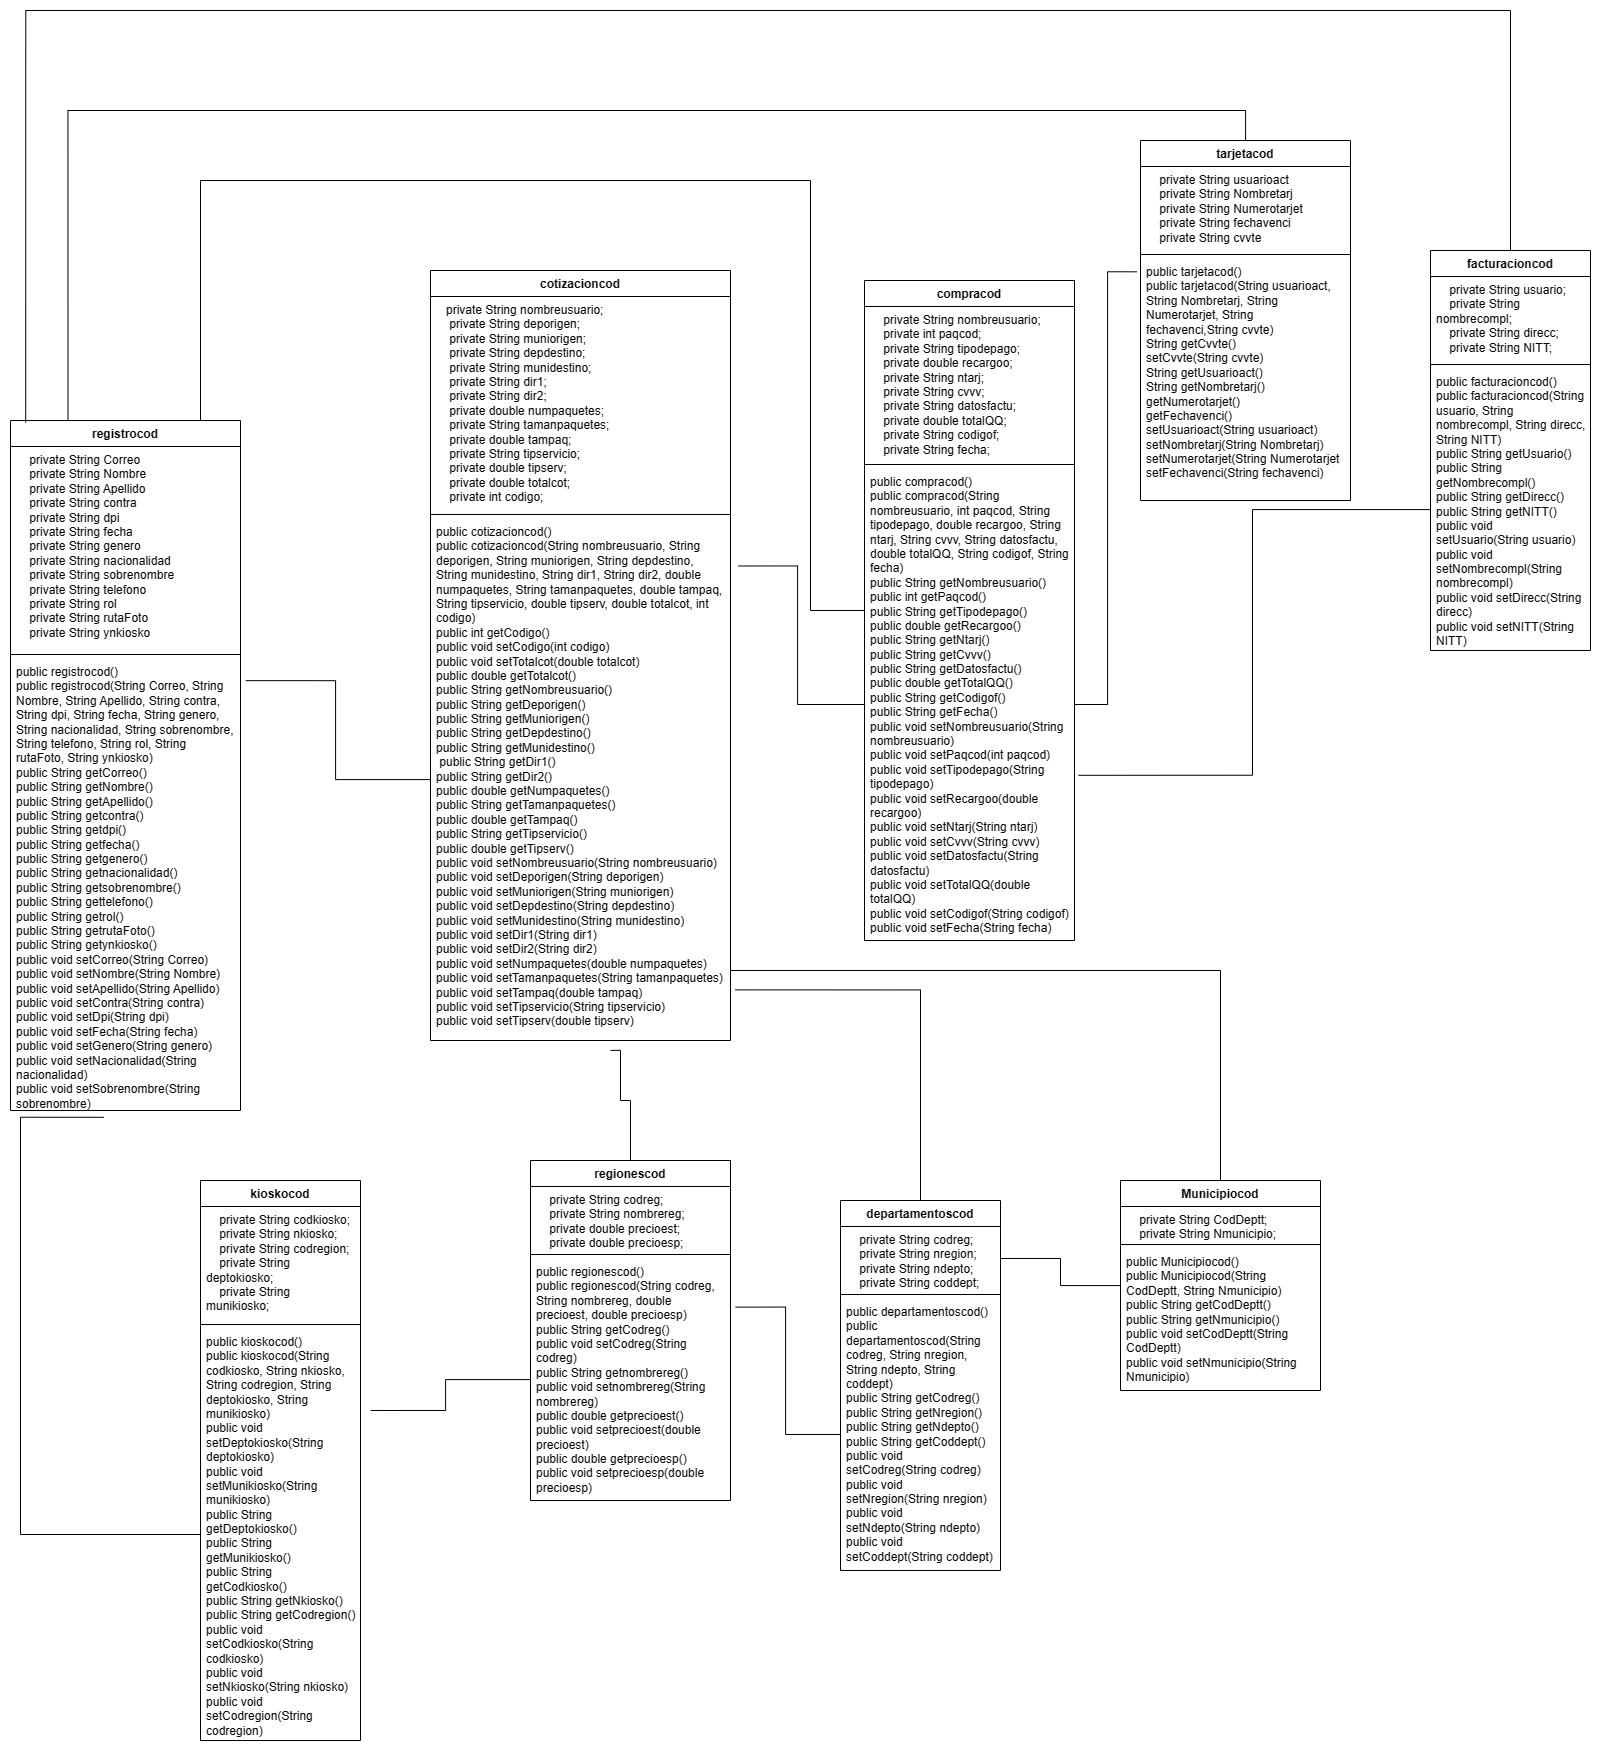 tarjetacod
private String usuarioact
private String Nombretarj
private String Numerotarjet
private String fechavenci
private String cvvte
public tarjetacod()
public tarjetacod(String usuarioact,
String Nombretarj, String
Numerotarjet, String
fechavenci,String cvvte)
String getCvvte()
setCvvte(String cvvte)
String getUsuarioact()
String getNombretarj()
getNumerotarjet()
getFechavenci()
setUsuarioact(String usuarioact)
setNombretarj(String Nombretarj)
setNumerotarjet(String Numerotarjet
setFechavenci(String fechavenci)
facturacioncod
private String usuario;
private String
nombrecompl;
private String direcc;
private String NITT;
public facturacioncod()
public facturacioncod(String
usuario, String
nombrecompl, String direcc,
String NITT)
public String getUsuario()
public String
getNombrecompl()
public String getDirecc()
public String getNITT()
public void
setUsuario(String usuario)
public void
setNombrecompl(String
nombrecompl)
public void setDirecc(String
direcc)
public void setNITT(String
NITT)
cotizacioncod
private String nombreusuario;
private String deporigen;
private String muniorigen;
private String depdestino;
private String munidestino;
private String dir1;
private String dir2;
private double numpaquetes;
private String tamanpaquetes;
private double tampaq;
private String tipservicio;
private double tipserv;
private double totalcot;
private int codigo;
public cotizacioncod()
public cotizacioncod(String nombreusuario, String
deporigen, String muniorigen, String depdestino,
String munidestino, String dir1, String dir2, double
numpaquetes, String tamanpaquetes, double tampaq,
String tipservicio, double tipserv, double totalcot, int
codigo)
public int getCodigo()
public void setCodigo(int codigo)
public void setTotalcot(double totalcot)
public double getTotalcot()
public String getNombreusuario()
public String getDeporigen()
public String getMuniorigen()
public String getDepdestino()
public String getMunidestino()
public String getDir1()
public String getDir2()
public double getNumpaquetes()
public String getTamanpaquetes()
public double getTampaq()
public String getTipservicio()
public double getTipserv()
public void setNombreusuario(String nombreusuario)
public void setDeporigen(String deporigen)
public void setMuniorigen(String muniorigen)
public void setDepdestino(String depdestino)
public void setMunidestino(String munidestino)
public void setDir1(String dir1)
public void setDir2(String dir2)
public void setNumpaquetes(double numpaquetes)
public void setTamanpaquetes(String tamanpaquetes)
public void setTampaq(double tampaq)
public void setTipservicio(String tipservicio)
public void setTipserv(double tipserv)
compracod
private String nombreusuario;
private int paqcod;
private String tipodepago;
private double recargoo;
private String ntarj;
private String cvvv;
private String datosfactu;
private double totalQQ;
private String codigof;
private String fecha;
public compracod()
public compracod(String
nombreusuario, int paqcod, String
tipodepago, double recargoo, String
ntarj, String cvvv, String datosfactu,
double totalQQ, String codigof, String
fecha)
public String getNombreusuario()
public int getPaqcod()
public String getTipodepago()
public double getRecargoo()
public String getNtarj()
public String getCvvv()
public String getDatosfactu()
public double getTotalQQ()
public String getCodigof()
public String getFecha()
public void setNombreusuario(String
nombreusuario)
public void setPaqcod(int paqcod)
public void setTipodepago(String
tipodepago)
public void setRecargoo(double
recargoo)
public void setNtarj(String ntarj)
public void setCvvv(String cvvv)
public void setDatosfactu(String
datosfactu)
public void setTotalQQ(double
totalQQ)
public void setCodigof(String codigof)
public void setFecha(String fecha)
registrocod
private String Correo
private String Nombre
private String Apellido
private String contra
private String dpi
private String fecha
private String genero
private String nacionalidad
private String sobrenombre
private String telefono
private String rol
private String rutaFoto
private String ynkiosko
public registrocod()
public registrocod(String Correo, String
Nombre, String Apellido, String contra,
String dpi, String fecha, String genero,
String nacionalidad, String sobrenombre,
String telefono, String rol, String
rutaFoto, String ynkiosko)
public String getCorreo()
public String getNombre()
public String getApellido()
public String getcontra()
public String getdpi()
public String getfecha()
public String getgenero()
public String getnacionalidad()
public String getsobrenombre()
public String gettelefono()
public String getrol()
public String getrutaFoto()
public String getynkiosko()
public void setCorreo(String Correo)
public void setNombre(String Nombre)
public void setApellido(String Apellido)
public void setContra(String contra)
public void setDpi(String dpi)
public void setFecha(String fecha)
public void setGenero(String genero)
public void setNacionalidad(String
nacionalidad)
public void setSobrenombre(String
sobrenombre)
kioskocod
private String codkiosko;
private String nkiosko;
private String codregion;
private String
deptokiosko;
private String
munikiosko;
public kioskocod()
public kioskocod(String
codkiosko, String nkiosko,
String codregion, String
deptokiosko, String
munikiosko)
public void
setDeptokiosko(String
deptokiosko)
public void
setMunikiosko(String
munikiosko)
public String
getDeptokiosko()
public String
getMunikiosko()
public String
getCodkiosko()
public String getNkiosko()
public String getCodregion()
public void
setCodkiosko(String
codkiosko)
public void
setNkiosko(String nkiosko)
public void
setCodregion(String
codregion)
regionescod
private String codreg;
private String nombrereg;
private double precioest;
private double precioesp;
public regionescod()
public regionescod(String codreg,
String nombrereg, double
precioest, double precioesp)
public String getCodreg()
public void setCodreg(String
codreg)
public String getnombrereg()
public void setnombrereg(String
nombrereg)
public double getprecioest()
public void setprecioest(double
precioest)
public double getprecioesp()
public void setprecioesp(double
precioesp)
departamentoscod
private String codreg;
private String nregion;
private String ndepto;
private String coddept;
public departamentoscod()
public
departamentoscod(String
codreg, String nregion,
String ndepto, String
coddept)
public String getCodreg()
public String getNregion()
public String getNdepto()
public String getCoddept()
public void
setCodreg(String codreg)
public void
setNregion(String nregion)
public void
setNdepto(String ndepto)
public void
setCoddept(String coddept)
Municipiocod
private String CodDeptt;
private String Nmunicipio;
public Municipiocod()
public Municipiocod(String
CodDeptt, String Nmunicipio)
public String getCodDeptt()
public String getNmunicipio()
public void setCodDeptt(String
CodDeptt)
public void setNmunicipio(String
Nmunicipio)